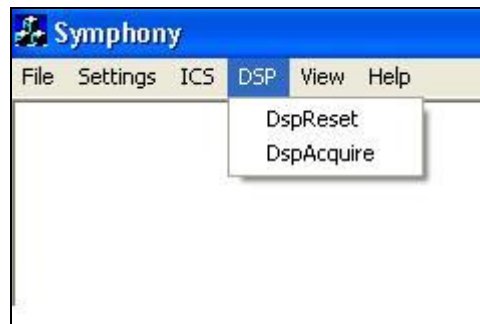 Symphony
File Settings ICS DSP View Help
DspReset
DspAcquire